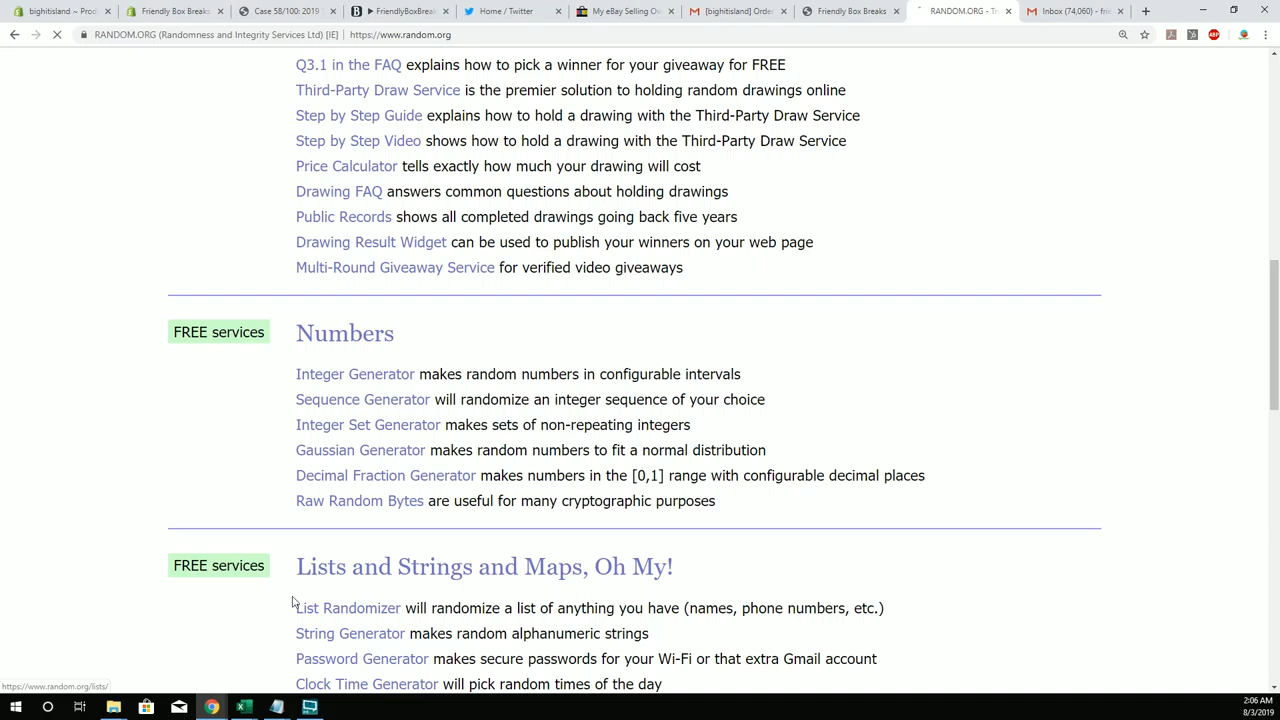 bighitisland ~ Prod
Friendly Box Breaks
Case 58/100: 2019
FriendlyBoxBreak
Home / Twitter
My eBay Selling Ov
[bighitisland] Order
Friendly Box Breaks
RANDOM.ORG - Tr
Inbox (74,060) - frie
RANDOM.ORG (Randomness and Integrity Services Ltd) [IE] | https://www.random.org
Q3.1 in the FAQ explains how to pick a winner for your giveaway for FREE
Third-Party Draw Service is the premier solution to holding random drawings online
Step by Step Guide explains how to hold a drawing with the Third-Party Draw Service
Step by Step Video shows how to hold a drawing with the Third-Party Draw Service
Price Calculator tells exactly how much your drawing will cost
Drawing FAQ answers common questions about holding drawings
Public Records shows all completed drawings going back five years
Drawing Result Widget can be used to publish your winners on your web page
Multi-Round Giveaway Service for verified video giveaways
FREE services
Numbers
Integer Generator makes random numbers in configurable intervals
Sequence Generator will randomize an integer sequence of your choice
Integer Set Generator makes sets of non-repeating integers
Gaussian Generator makes random numbers to fit a normal distribution
Decimal Fraction Generator makes numbers in the [0,1] range with configurable decimal places
Raw Random Bytes are useful for many cryptographic purposes
FREE services
Lists and Strings and Maps, Oh My!
List Randomizer will randomize a list of anything you have (names, phone numbers, etc.)
String Generator makes random alphanumeric strings
Password Generator makes secure passwords for your Wi-Fi or that extra Gmail account
Clock Time Generator will pick random times of the day
https://www.random.org/lists/
2:06 AM
8/3/2019